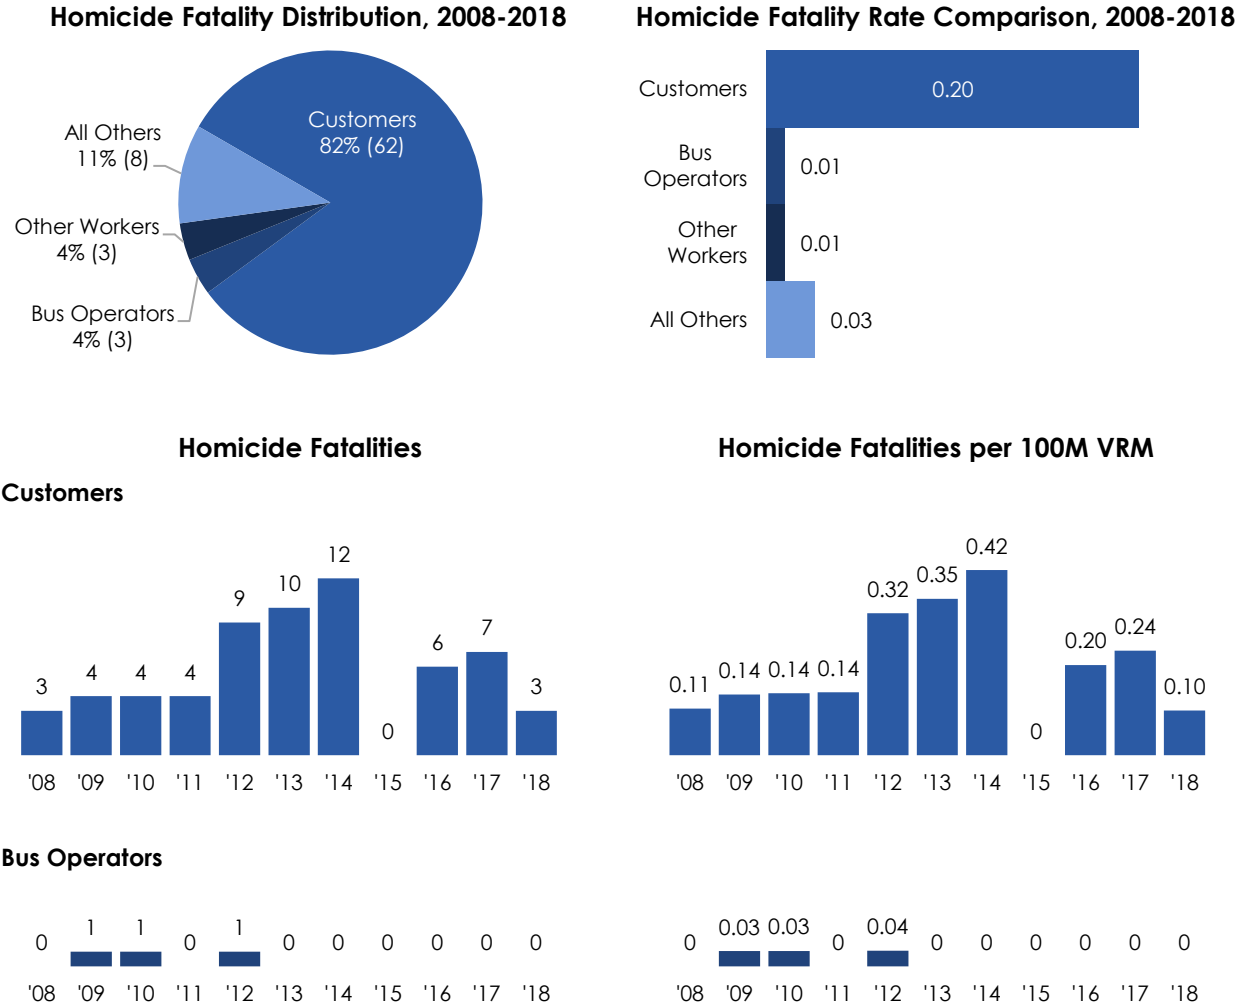 Homicide Fatality Distribution, 2008-2018
Customers
82% (62)
All Others
11% (8)
Other Workers
4% (3)
Bus Operators
4% (3)
Homicide Fatality Rate Comparison, 2008-2018
Customers
0.20
Bus
Operators
0.01
Other
Workers
0.01
All Others
0.03
Homicide Fatalities
Customers
3 4 4 4 9 10 12 0 6 7 3
'08 '09 '10 '11 '12 '13 '14 '15 '16 '17 '18
Homicide Fatalities per 100M VRM
0.11 0.14 0.14 0.14 0.32 0.35 0.42 0 0.20 0.24 0.10
'08 '09 '10 '11 '12 '13 '14 '15 '16 '17 '18
Bus Operators
0 1 1 0 1 0 0 0 0 0 0
'08 '09 '10 '11 '12 '13 '14 '15 '16 '17 '18
0 0.03 0.03 0 0.04 0 0 0 0 0 0
'08 '09 '10 '11 '12 '13 '14 '15 '16 '17 '18